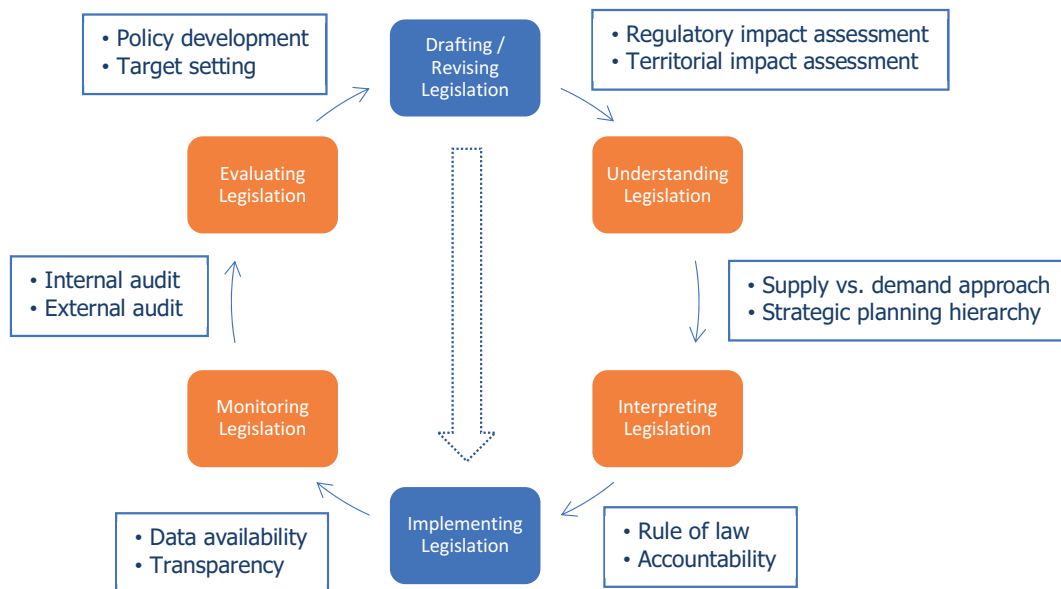 • Policy development
• Target setting
Drafting /
Revising
Legislation
• Regulatory impact assessment
• Territorial impact assessment
Evaluating
Legislation
Understanding
Legislation
• Internal audit
• External audit
• Supply vs. demand approach
• Strategic planning hierarchy
Monitoring
Legislation
Interpreting
Legislation
• Data availability
• Transparency
Implementing
Legislation
• Rule of law
• Accountability